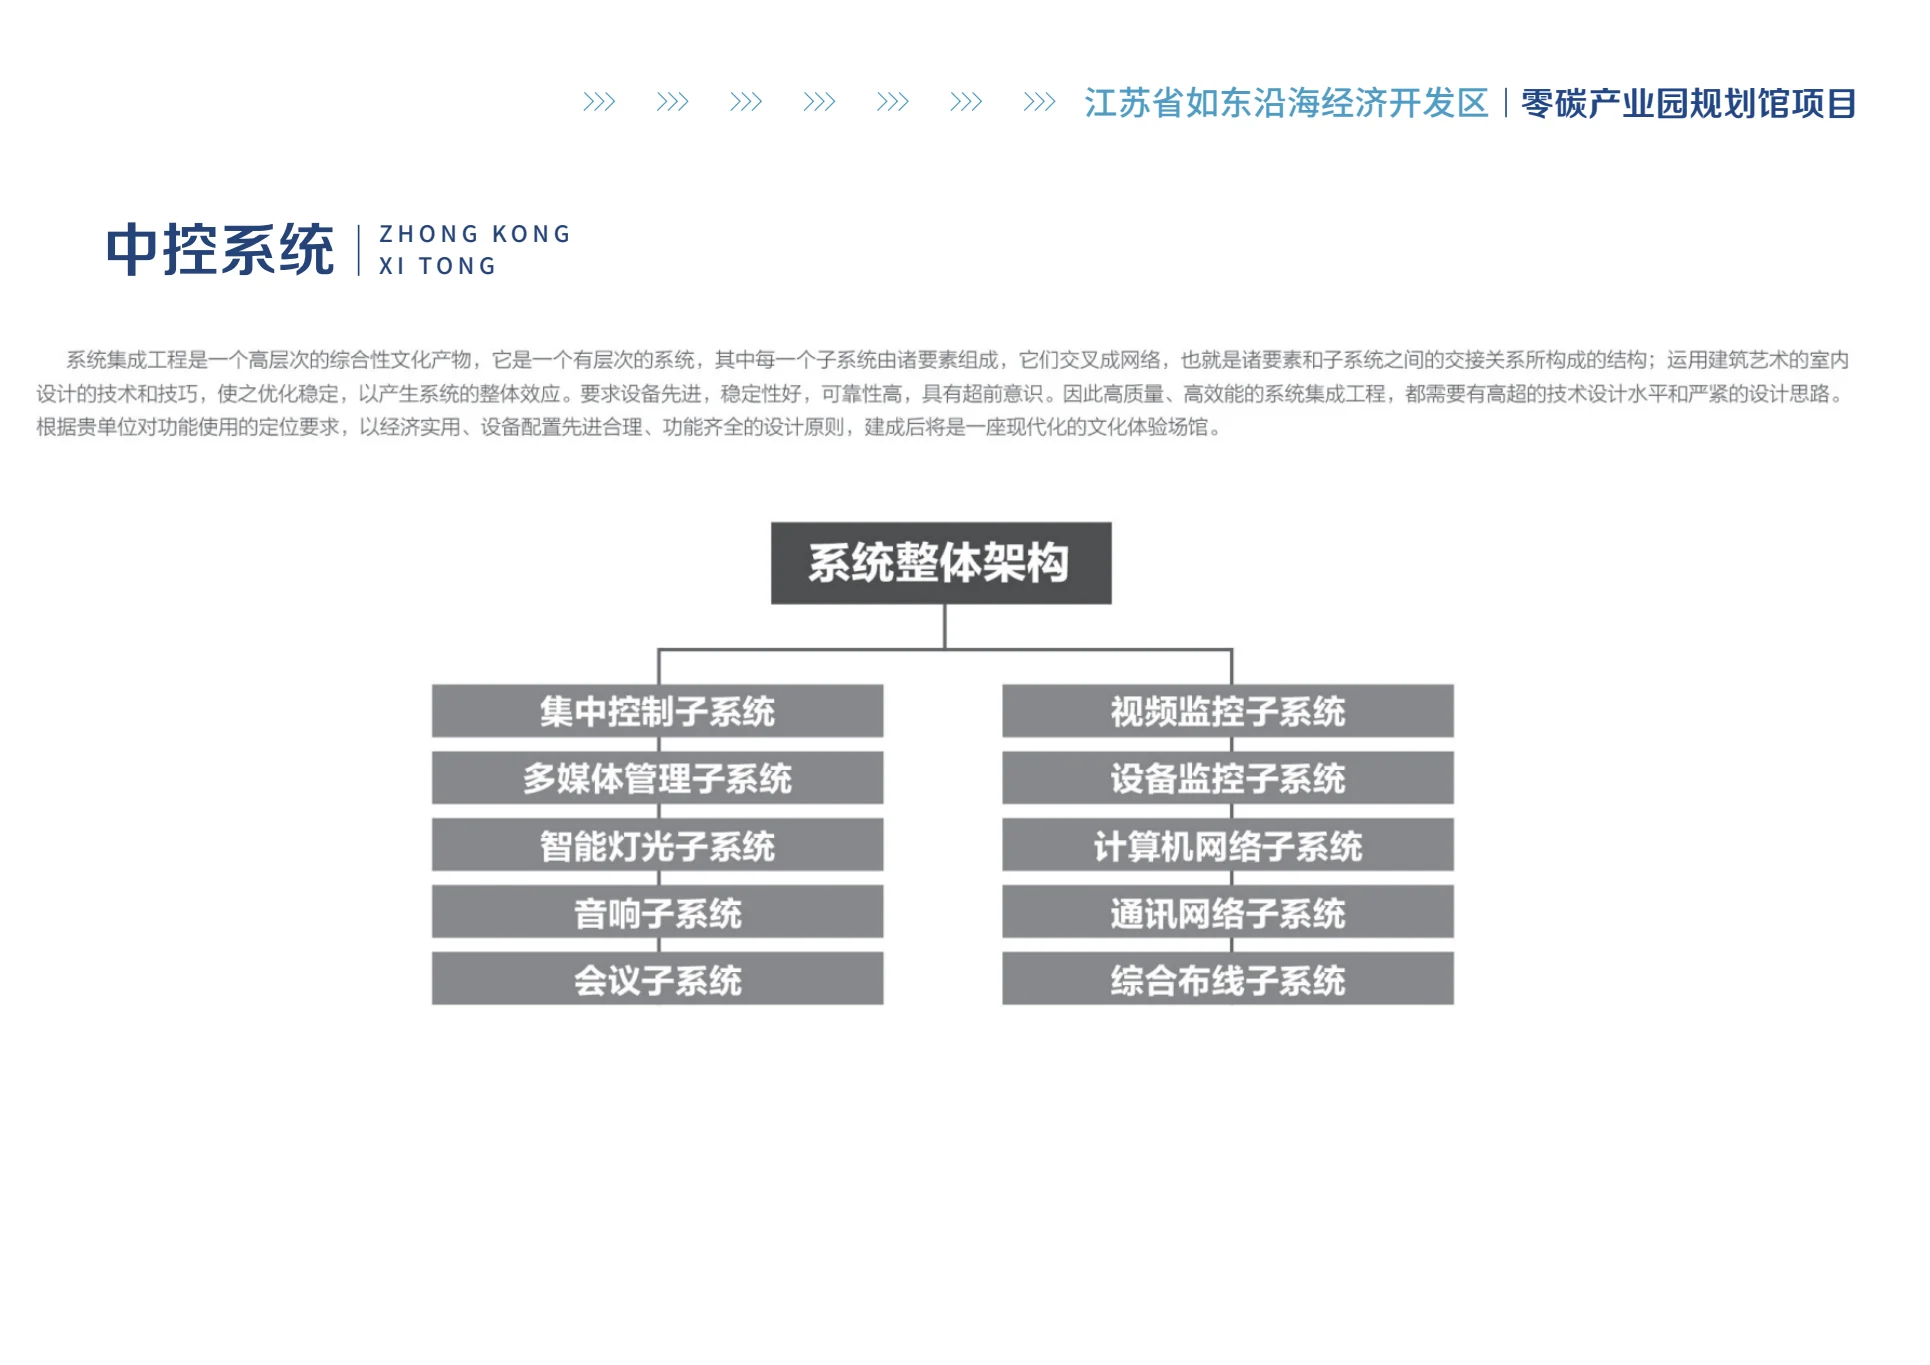 江苏省如东沿海经济开发区 | 零碳产业园规划馆项目
中控系统
ZHONG KONG
XI TONG
系统集成工程是一个高层次的综合性文化产物，它是一个有层次的系统，其中每一个子系统由诸要素组成，它们交叉成网络，也就是诸要素和子系统之间的交接关系所构成的结构；运用建筑艺术的室内
设计的技术和技巧，使之优化稳定，以产生系统的整体效应。要求设备先进，稳定性好，可靠性高，具有超前意识。因此高质量、高效能的系统集成工程，都需要有高超的技术设计水平和严紧的设计思路。
根据贵单位对功能使用的定位要求，以经济实用、设备配置先进合理、功能齐全的设计原则，建成后将是一座现代化的文化体验场馆。
系统整体架构
集中控制子系统
多媒体管理子系统
智能灯光子系统
音响子系统
会议子系统
视频监控子系统
设备监控子系统
计算机网络子系统
通讯网络子系统
综合布线子系统